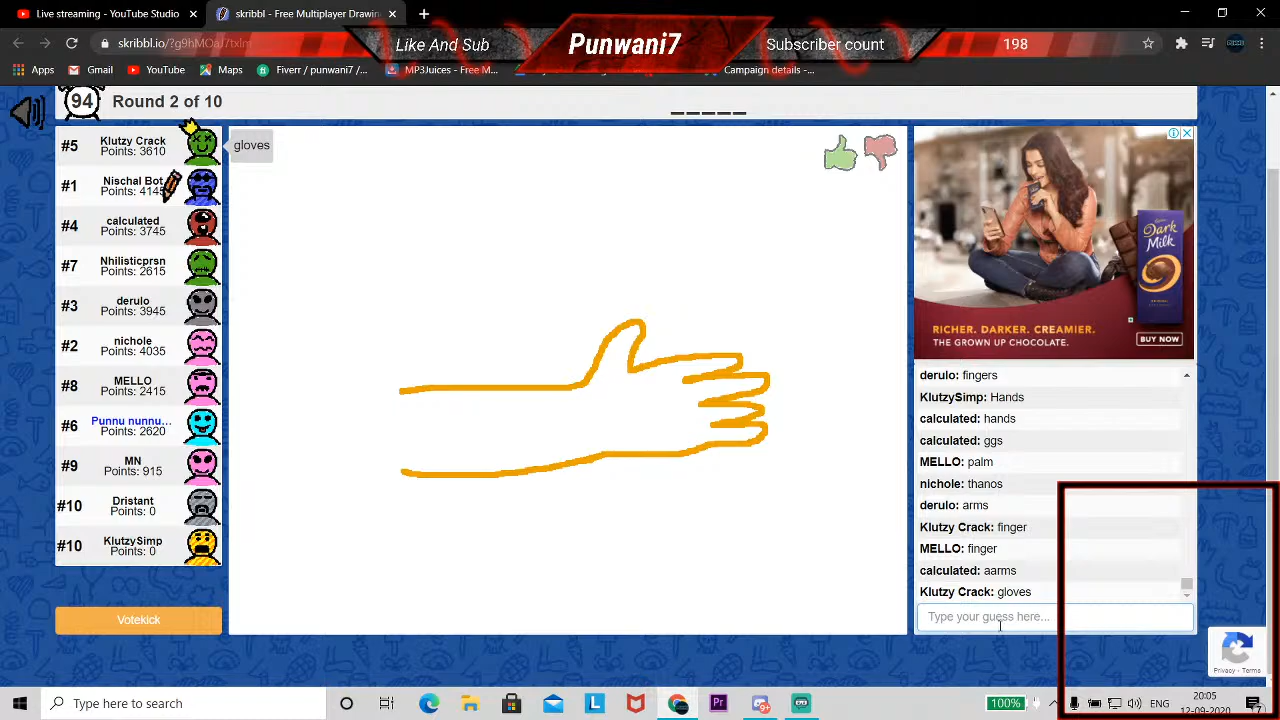 Live streaming - YouTube Studio
skribbl - Free Multiplayer Drawin
skribbl.io/?g9hMOaJ7txlm
Like And Sub
Punwani7
Subscriber count
198
Apps
Gmail
YouTube
Maps
Fiverr / punwani7 /...
MP3Juices - Free M...
Campaign details -...
94
Round 2 of 10
_ _ _ _ _
#5
Klutzy Crack
Points: 3610
gloves
#1
Nischal Bot
Points: 4145
#4
calculated
Points: 3745
#7
Nhilisticprsn
Points: 2615
#3
derulo
Points: 3945
#2
nichole
Points: 4035
#8
MELLO
Points: 2415
#6
Punnu nunnu...
Points: 2620
#9
MN
Points: 915
#10
Dristant
Points: 0
#10
KlutzySimp
Points: 0
Votekick
Cadbury
Dark
Milk
RICHER. DARKER. CREAMIER.
THE GROWN UP CHOCOLATE.
BUY NOW
derulo: fingers
KlutzySimp: Hands
calculated: hands
calculated: ggs
MELLO: palm
nichole: thanos
derulo: arms
Klutzy Crack: finger
MELLO: finger
calculated: aarms
Klutzy Crack: gloves
Type your guess here...
Privacy - Terms
Type here to search
L
Pr
9+
100%
ENG
20:05
12-09-2020
7